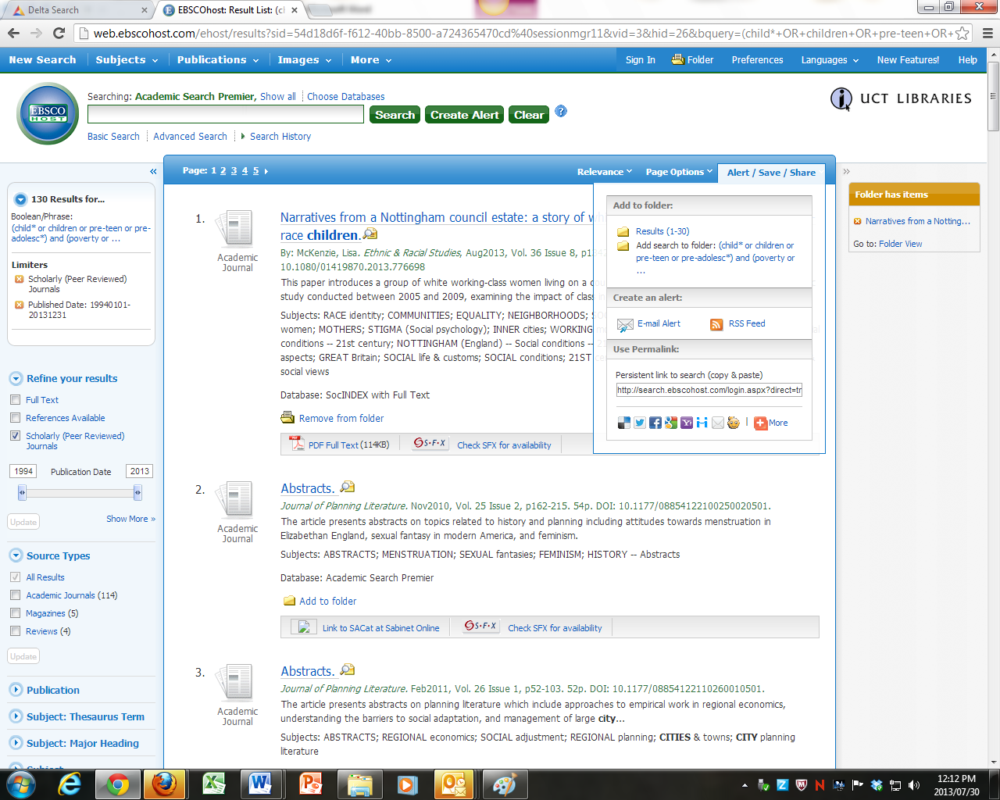 Delta Search
EBSCOhost: Result List: (cl
web.ebscohost.com/ehost/results?sid=54d18d6f-f612-40bb-8500-a724365470cd%40sessionmgr11&vid=3&hid=26&bquery=(child*+OR+children+OR+pre-teen+OR+
New Search Subjects Publications Images More Sign In Folder Preferences Languages New Features! Help
EBSCO HOST
Searching: Academic Search Premier, Show all Choose Databases
Search Create Alert Clear ?
Basic Search Advanced Search Search History
i UCT LIBRARIES
«
130 Results for...
Boolean/Phrase:
(child* or children or pre-teen or pre-
adolesc*) and (poverty or ...
Limiters
Scholarly (Peer Reviewed)
Journals
Published Date: 19940101-
20131231
Refine your results
Full Text
References Available
Scholarly (Peer Reviewed)
Journals
1994 Publication Date 2013
Update
Show More »
Source Types
All Results
Academic Journals (114)
Magazines (5)
Reviews (4)
Update
Publication
Subject: Thesaurus Term
Subject: Major Heading
Subject
Page: 1 2 3 4 5
Relevance Page Options Alert / Save / Share
1.
Academic
Journal
Narratives from a Nottingham council estate: a story of wh
race children.
By: McKenzie, Lisa. Ethnic & Racial Studies, Aug2013, Vol. 36 Issue 8, p1342
10.1080/01419870.2013.776698
This paper introduces a group of white working-class women living on a cou
study conducted between 2005 and 2009, examining the impact of class in
Subjects: RACE identity; COMMUNITIES; EQUALITY; NEIGHBORHOODS; SO
women; MOTHERS; STIGMA (Social psychology); INNER cities; WORKING mo
conditions -- 21st century; NOTTINGHAM (England) -- Social conditions -- 21
aspects; GREAT Britain; SOCIAL life & customs; SOCIAL conditions; 21ST ce
social views
Database: SocINDEX with Full Text
Remove from folder
PDF Full Text (114KB) S·F·X Check SFX for availability
Add to folder:
Results (1-30)
Add search to folder: (child* or children or
pre-teen or pre-adolesc*) and (poverty or
...
Create an alert:
E-mail Alert RSS Feed
Use Permalink:
Persistent link to search (copy & paste)
http://search.ebscohost.com/login.aspx?direct=tr
More
2.
Academic
Journal
Abstracts.
Journal of Planning Literature. Nov2010, Vol. 25 Issue 2, p162-215. 54p. DOI: 10.1177/08854122100250020501.
The article presents abstracts on topics related to history and planning including attitudes towards menstruation in
Elizabethan England, sexual fantasy in modern America, and feminism.
Subjects: ABSTRACTS; MENSTRUATION; SEXUAL fantasies; FEMINISM; HISTORY -- Abstracts
Database: Academic Search Premier
Add to folder
Link to SACat at Sabinet Online S·F·X Check SFX for availability
3.
Academic
Journal
Abstracts.
Journal of Planning Literature. Feb2011, Vol. 26 Issue 1, p52-103. 52p. DOI: 10.1177/08854122110260010501.
The article presents abstracts on planning literature which include approaches to empirical work in regional economics,
understanding the barriers to social adaptation, and management of large city...
Subjects: ABSTRACTS; REGIONAL economics; SOCIAL adjustment; REGIONAL planning; CITIES & towns; CITY planning
literature
»
Folder has items
Narratives from a Notting...
Go to: Folder View
12:12 PM
2013/07/30